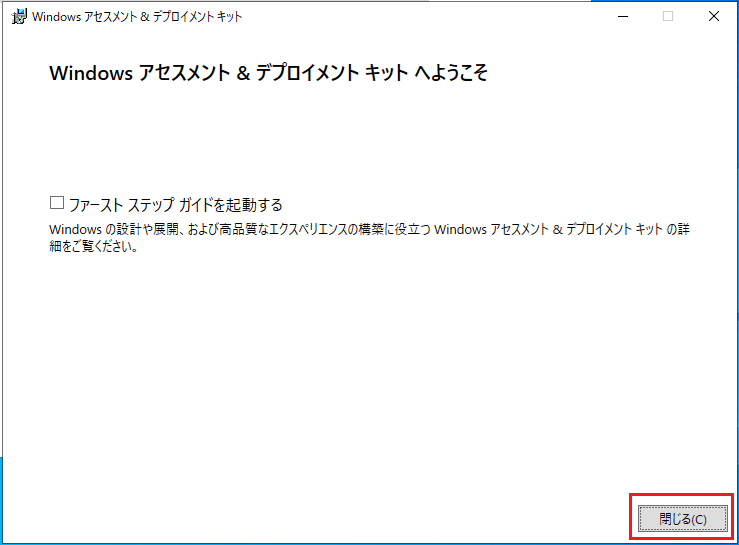 Windows アセスメント & デプロイメント キット
Windows アセスメント & デプロイメント キット へようこそ
ファースト ステップ ガイドを起動する
Windows の設計や展開、および高品質なエクスペリエンスの構築に役立つ Windows アセスメント & デプロイメント キット の詳
細をご覧ください。
閉じる(C)